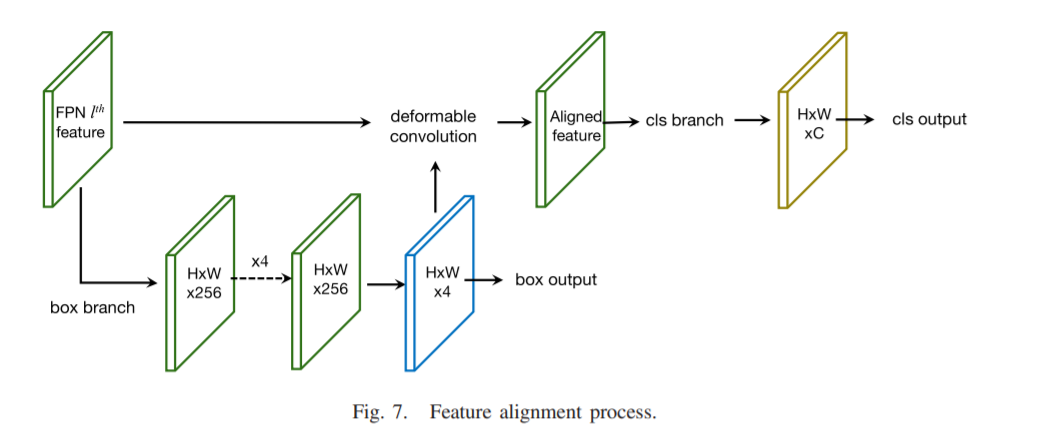 FPN lth
feature
deformable
convolution
Aligned
feature
cls branch
HxW
xC
cls output
HxW
x256
x4
HxW
x256
HxW
x4
box output
box branch
Fig. 7. Feature alignment process.